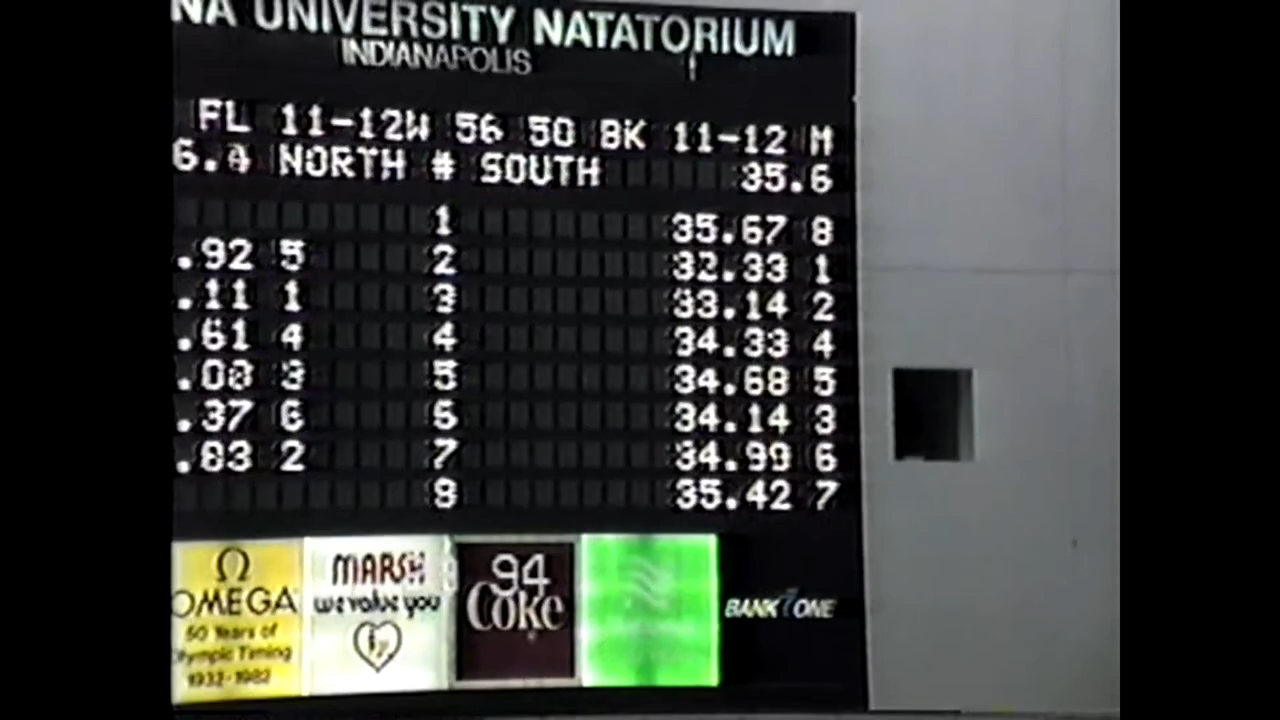 NA UNIVERSITY NATATORIUM
INDIANAPOLIS
FL 11-12W 56 50 BK 11-12 M
NORTH # SOUTH 35.6
1 35.67 8
.92 5 2 32.33 1
.11 1 3 33.14 2
.61 4 4 34.33 4
.08 3 5 34.68 5
.37 6 6 34.14 3
.83 2 7 34.99 6
8 35.42 7
Ω
OMEGA
50 Years of
lympic Timing
1932-1982
MARSH
we value you
94
Coke
BANK ONE